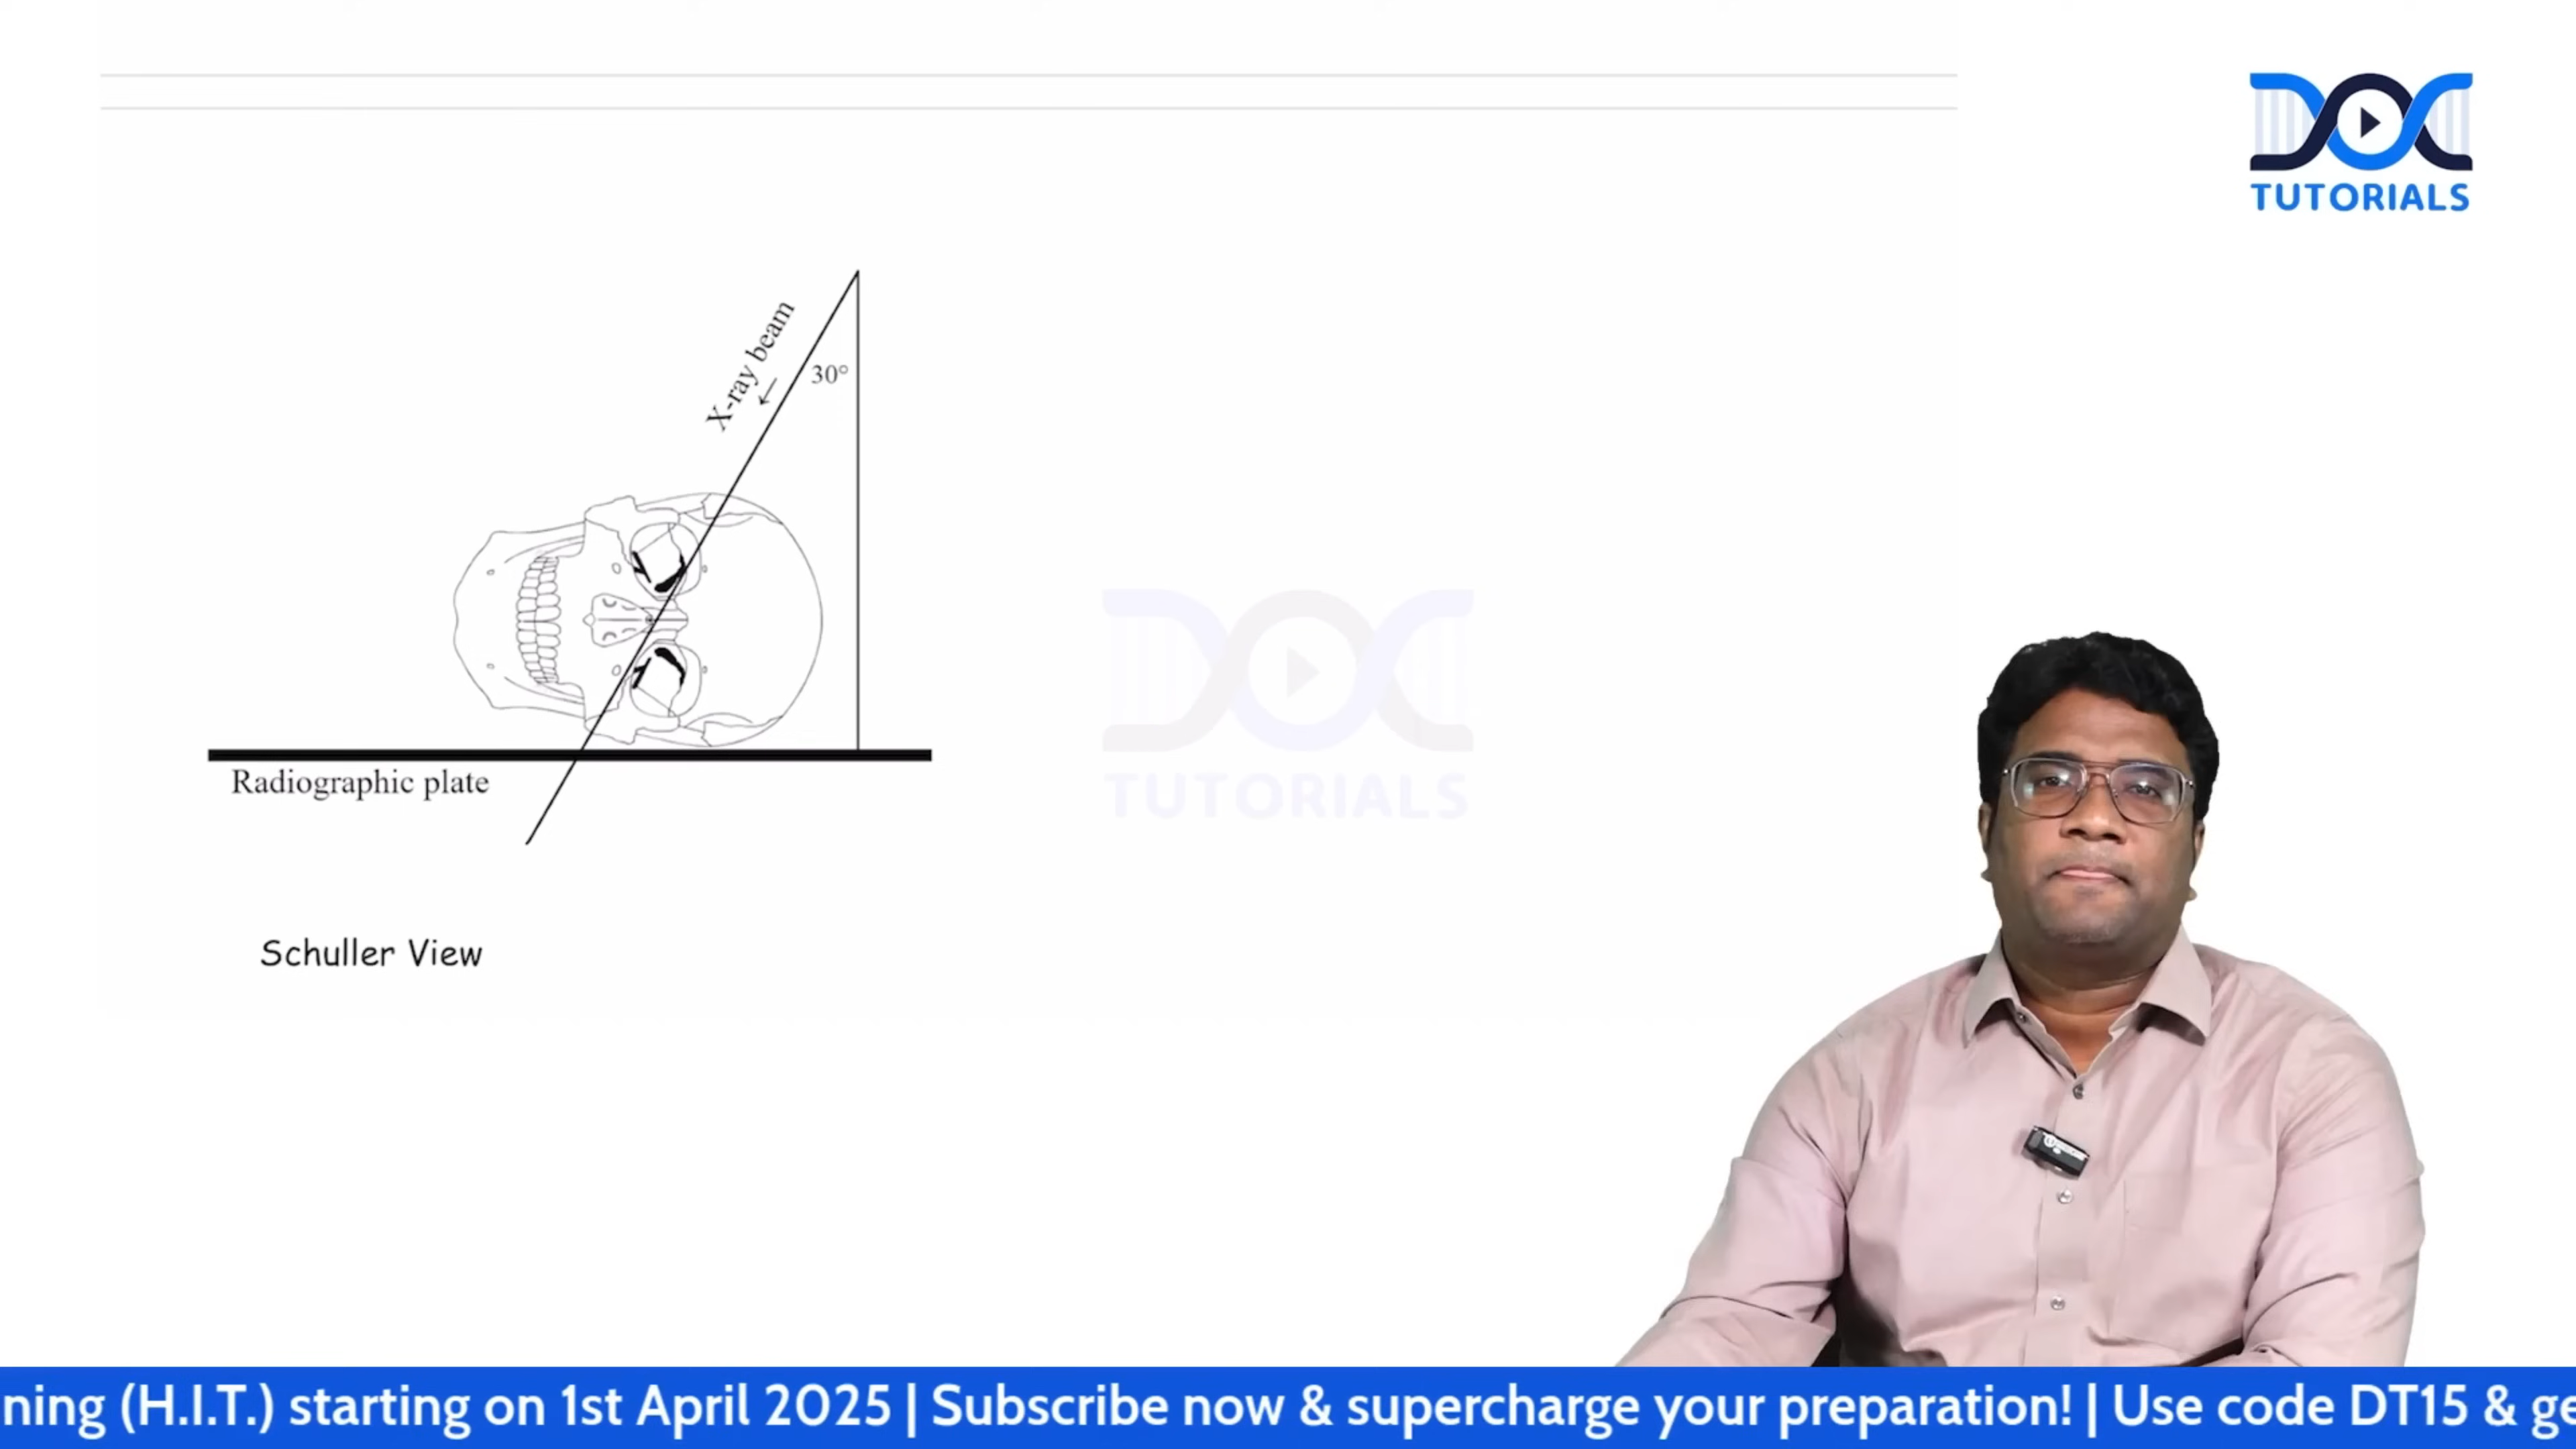 TUTORIALS
X-ray beam
30°
TUTORIALS
Radiographic plate
Schuller View
ning (H.I.T.) starting on 1st April 2025 | Subscribe now & supercharge your preparation! | Use code DT15 & ge